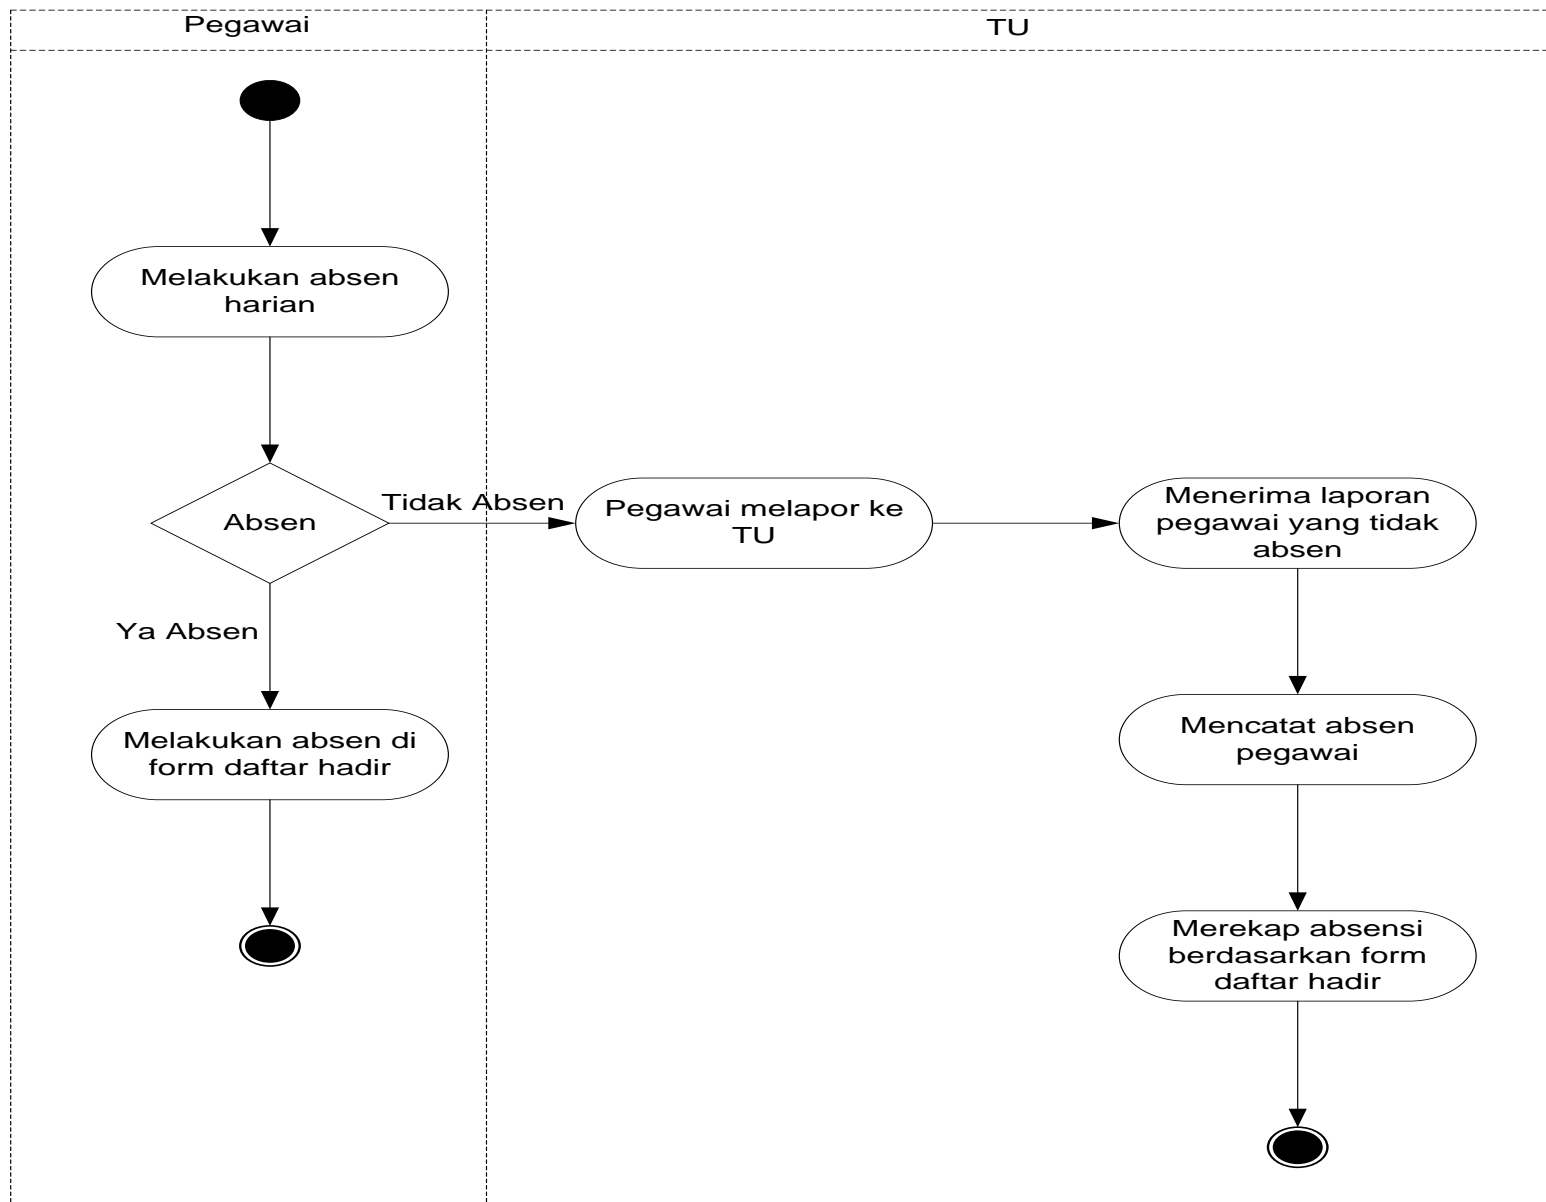 Pegawai
TU
Melakukan absen
harian
Absen
Tidak Absen
Pegawai melapor ke
TU
Menerima laporan
pegawai yang tidak
absen
Ya Absen
Melakukan absen di
form daftar hadir
Mencatat absen
pegawai
Merekap absensi
berdasarkan form
daftar hadir